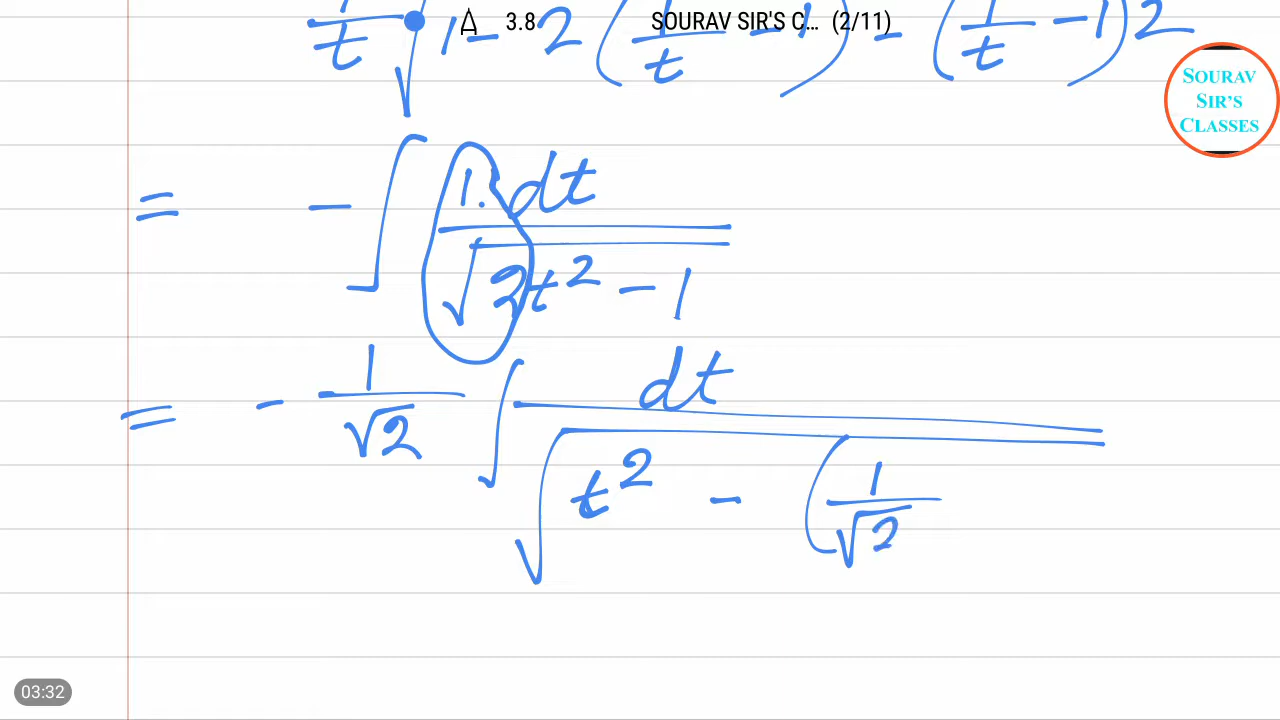 3.8 SOURAV SIR'S C... (2/11)
1/t √1 - 2(1/t - 1) - (1/t - 1)2
SOURAV
SIR'S
CLASSES
= - ∫ 1.dt / √2t² - 1
= - 1/√2 ∫ dt / √t² - (1/√2
03:32